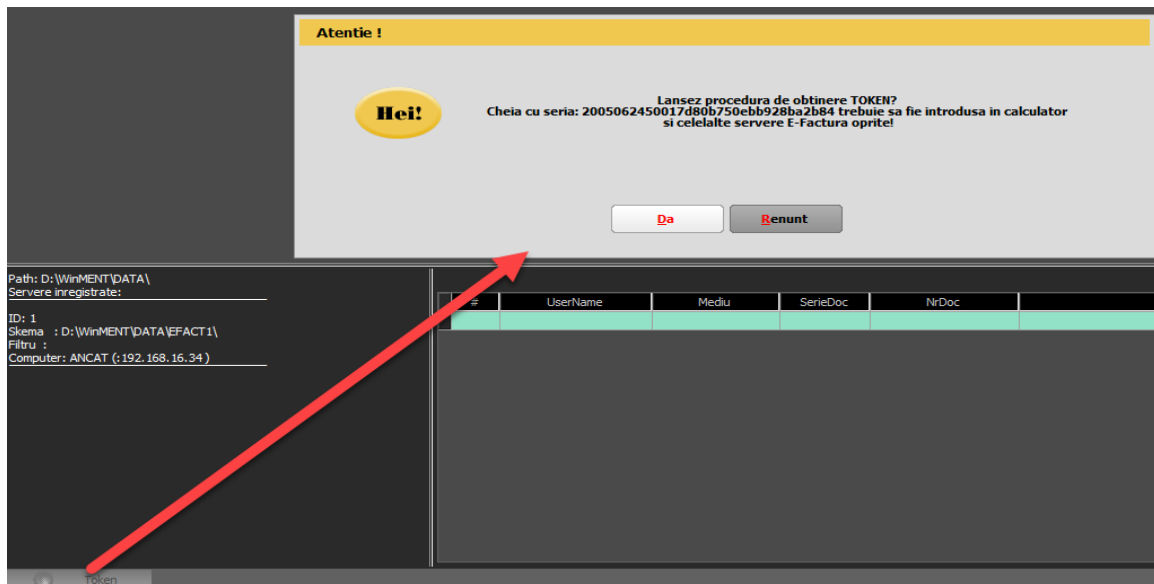 Atentie !
Hei!
Lansez procedura de obtinere TOKEN?
Cheia cu seria: 2005062450017d80b750ebb928ba2b84 trebuie sa fie introdusa in calculator
si celelalte servere E-Factura oprite!
Da
Renunt
Path: D:\WinMENT\DATA\
Servere inregistrate:
ID: 1
Skema : D:\WinMENT\DATA\EFACT1\
Filtru :
Computer: ANCAT (:192.168.16.34 )
# UserName Mediu SerieDoc NrDoc
Token